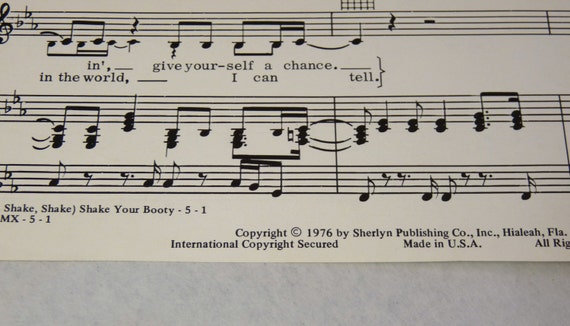 in', give your-self a chance.
in the world, I can tell.
Shake, Shake) Shake Your Booty - 5 - 1
MX - 5 - 1
Copyright © 1976 by Sherlyn Publishing Co., Inc., Hialeah, Fla.
International Copyright Secured Made in U.S.A. All Rig